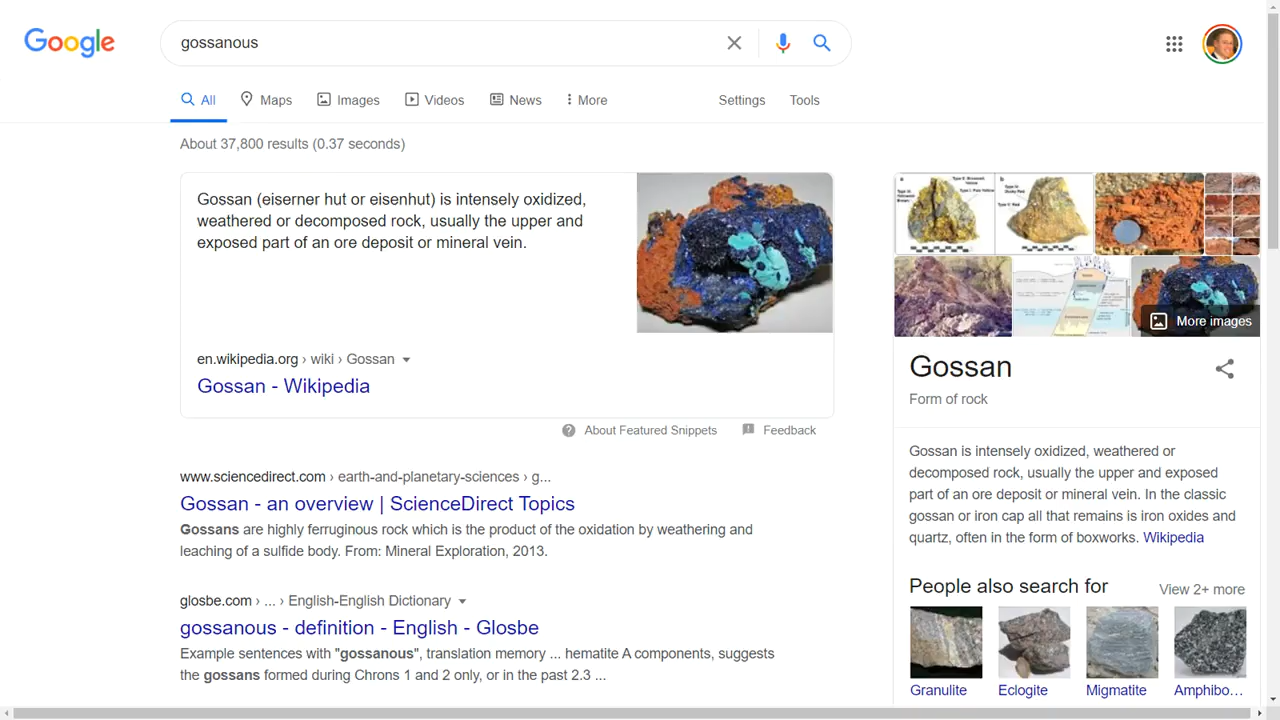 Google
gossanous
All
Maps
Images
Videos
News
More
Settings
Tools
About 37,800 results (0.37 seconds)
Gossan (eiserner hut or eisenhut) is intensely oxidized,
weathered or decomposed rock, usually the upper and
exposed part of an ore deposit or mineral vein.
en.wikipedia.org › wiki › Gossan
Gossan - Wikipedia
About Featured Snippets
Feedback
www.sciencedirect.com › earth-and-planetary-sciences › g...
Gossan - an overview | ScienceDirect Topics
Gossans are highly ferruginous rock which is the product of the oxidation by weathering and
leaching of a sulfide body. From: Mineral Exploration, 2013.
glosbe.com › ... › English-English Dictionary
gossanous - definition - English - Glosbe
Example sentences with "gossanous", translation memory ... hematite A components, suggests
the gossans formed during Chrons 1 and 2 only, or in the past 2.3 ...
More images
Gossan
Form of rock
Gossan is intensely oxidized, weathered or
decomposed rock, usually the upper and exposed
part of an ore deposit or mineral vein. In the classic
gossan or iron cap all that remains is iron oxides and
quartz, often in the form of boxworks. Wikipedia
People also search for
View 2+ more
Granulite
Eclogite
Migmatite
Amphibo...